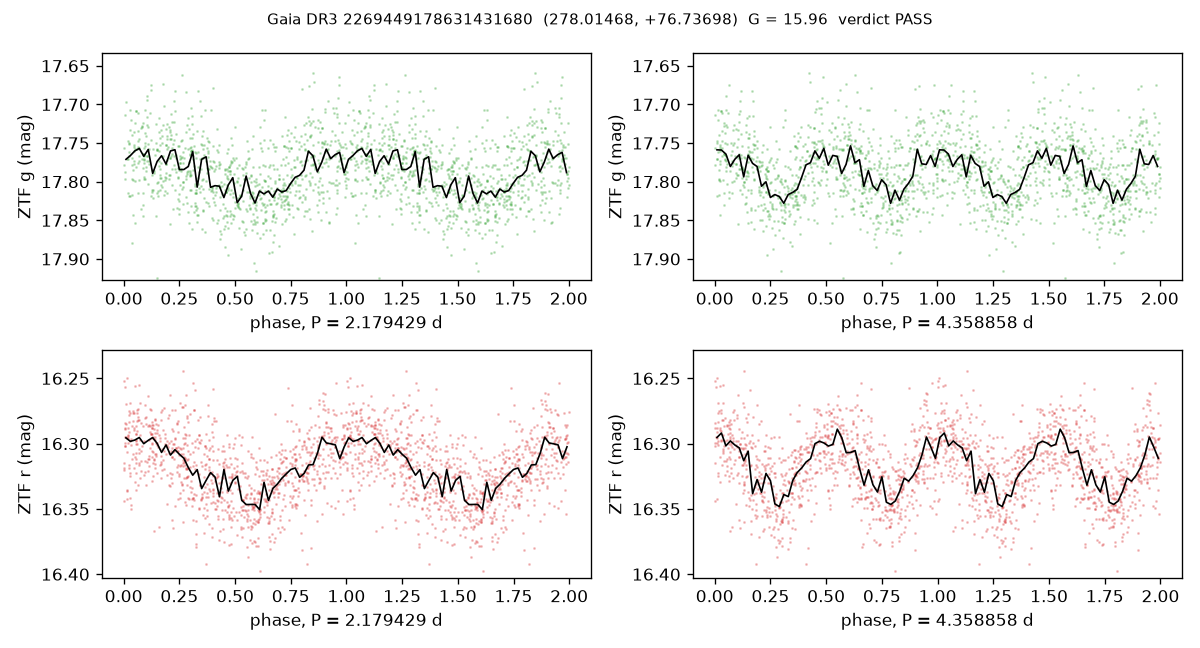 Gaia DR3 2269449178631431680 (278.01468, +76.73698) G = 15.96 verdict PASS
17.65
17.70
17.75
17.80
17.85
17.90
ZTF g (mag)
0.00 0.25 0.50 0.75 1.00 1.25 1.50 1.75 2.00
phase, P = 2.179429 d
17.65
17.70
17.75
17.80
17.85
17.90
ZTF g (mag)
0.00 0.25 0.50 0.75 1.00 1.25 1.50 1.75 2.00
phase, P = 4.358858 d
16.25
16.30
16.35
16.40
ZTF r (mag)
0.00 0.25 0.50 0.75 1.00 1.25 1.50 1.75 2.00
phase, P = 2.179429 d
16.25
16.30
16.35
16.40
ZTF r (mag)
0.00 0.25 0.50 0.75 1.00 1.25 1.50 1.75 2.00
phase, P = 4.358858 d